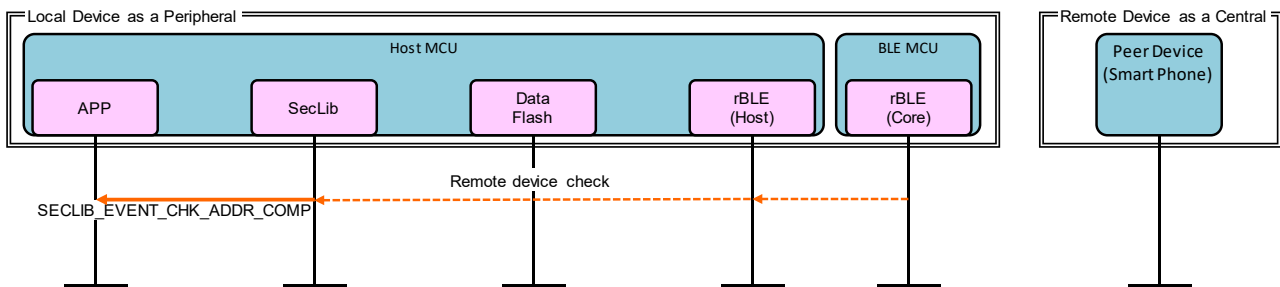 Local Device as a Peripheral
Remote Device as a Central
Host MCU
BLE MCU
Peer Device
(Smart Phone)
APP
SecLib
Data
Flash
rBLE
(Host)
rBLE
(Core)
Remote device check
SECLIB_EVENT_CHK_ADDR_COMP